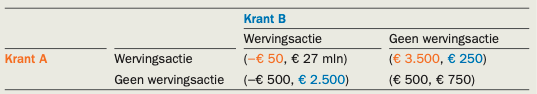 Krant B
Wervingsactie Geen wervingsactie
Krant A Wervingsactie (−€ 50, € 27 mln) (€ 3.500, € 250)
Geen wervingsactie (−€ 500, € 2.500) (€ 500, € 750)